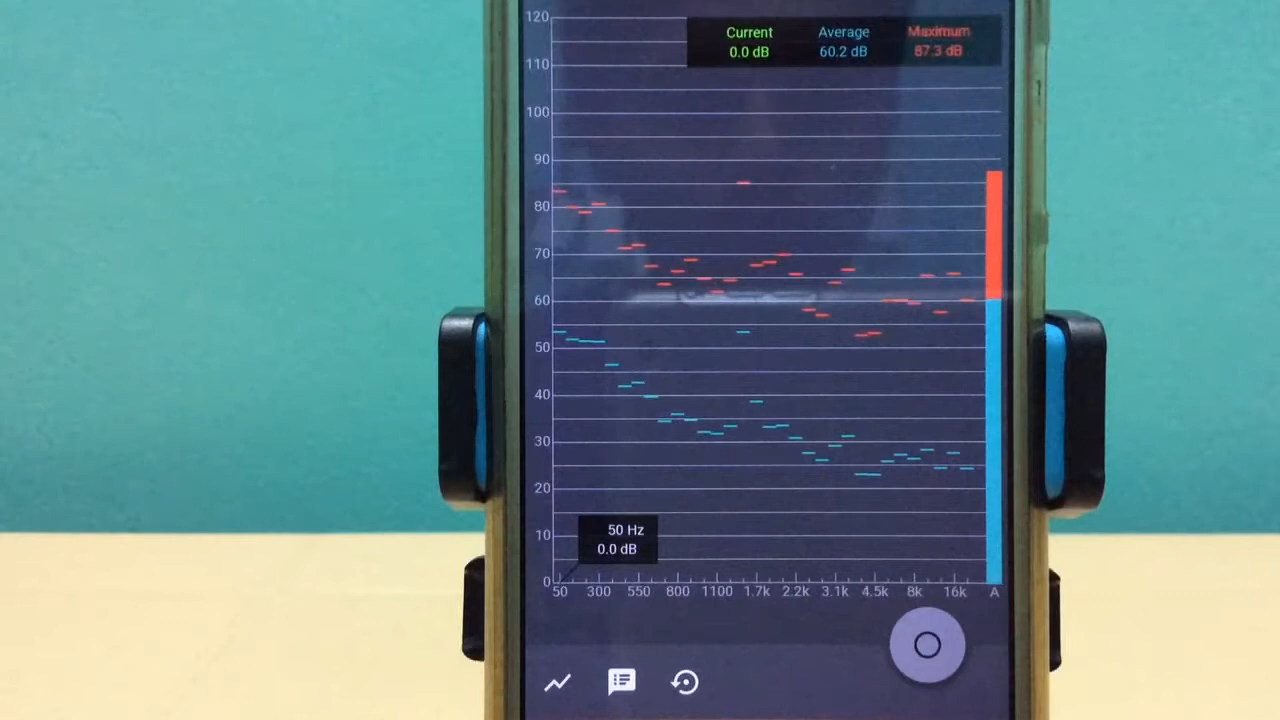 120
Current Average Maximum
0.0 dB 60.2 dB 87.3 dB
110
100
90
80
70
60
50
40
30
20
50 Hz
10
0.0 dB
0
50 300 550 800 1100 1.7k 2.2k 3.1k 4.5k 8k 16k A